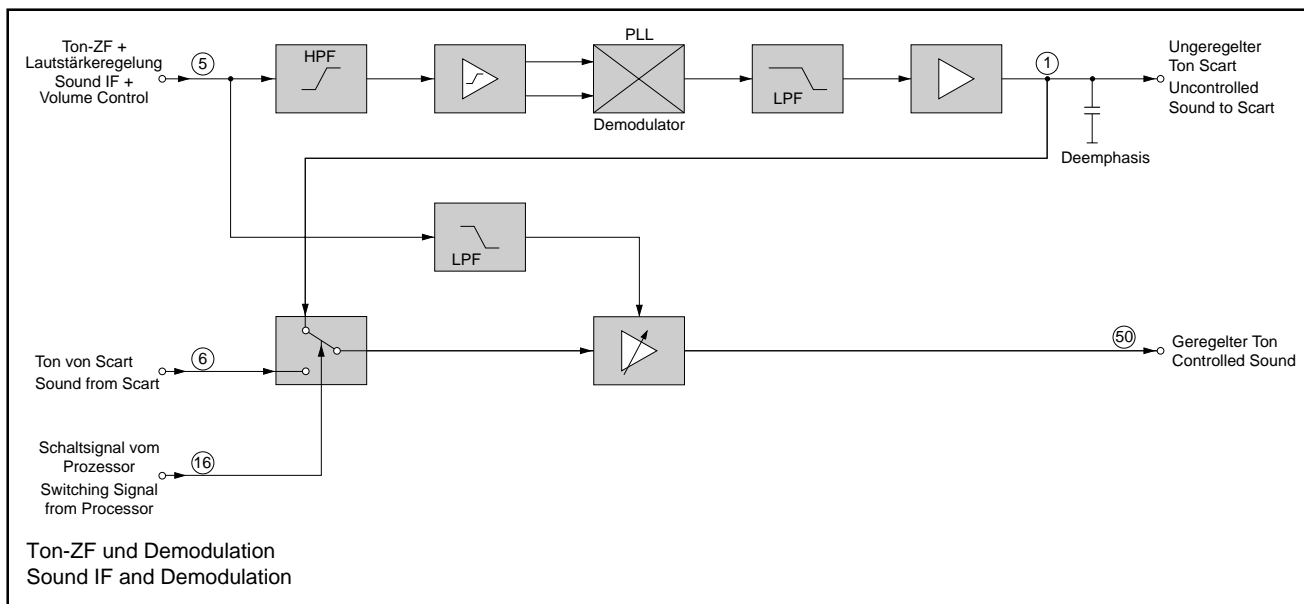 Ton-ZF +
Lautstärkeregelung
Sound IF +
Volume Control
5
HPF
PLL
Demodulator
LPF
1
Ungeregelter
Ton Scart
Uncontrolled
Sound to Scart
Deemphasis
LPF
Ton von Scart
Sound from Scart
6
50
Geregelter Ton
Controlled Sound
Schaltsignal vom
Prozessor
Switching Signal
from Processor
16
Ton-ZF und Demodulation
Sound IF and Demodulation